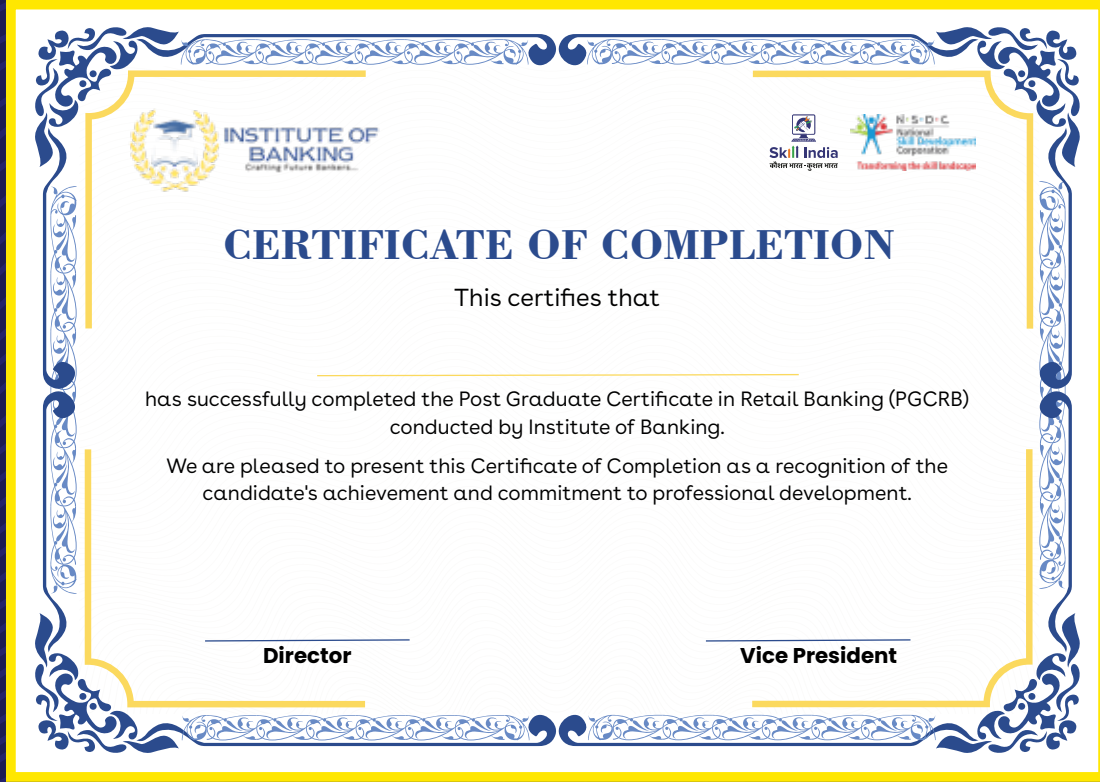 INSTITUTE OF
BANKING
Crafting Future Bankers...
Skill India
कौशल भारत - कुशल भारत
N·S·D·C
National
Skill Development
Corporation
Transforming the skill landscape
CERTIFICATE OF COMPLETION
This certifies that
has successfully completed the Post Graduate Certificate in Retail Banking (PGCRB)
conducted by Institute of Banking.
We are pleased to present this Certificate of Completion as a recognition of the
candidate's achievement and commitment to professional development.
Director
Vice President